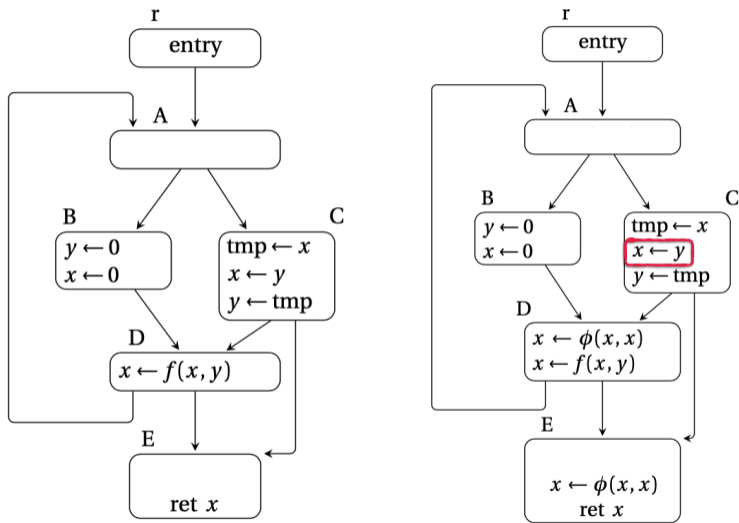 r
entry
A
B
y ← 0
x ← 0
C
tmp ← x
x ← y
y ← tmp
D
x ← f(x, y)
E
ret x
r
entry
A
B
y ← 0
x ← 0
C
tmp ← x
x ← y
y ← tmp
D
x ← ϕ(x, x)
x ← f(x, y)
E
x ← ϕ(x, x)
ret x